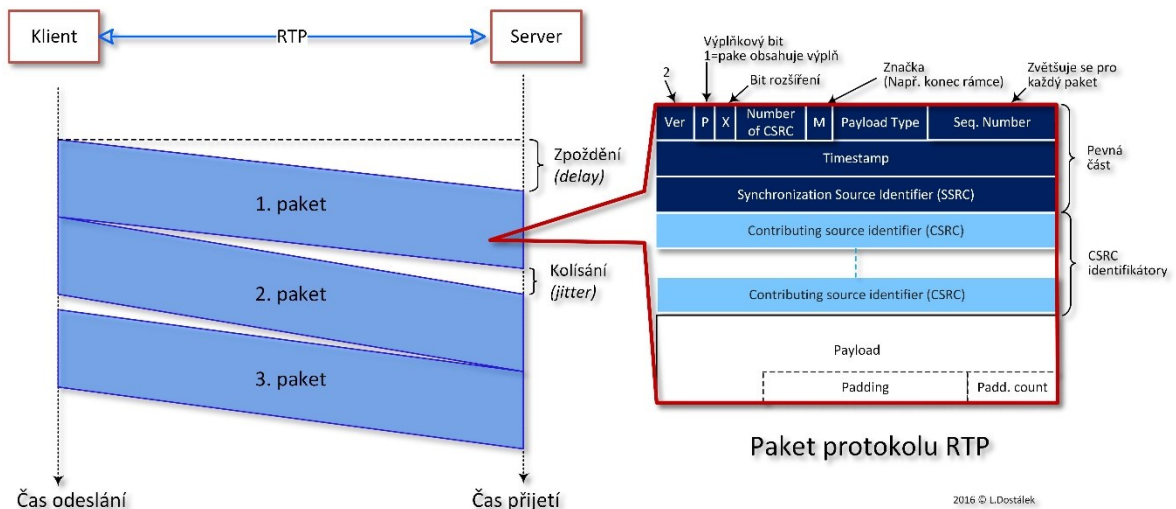 Klient
RTP
Server
Zpoždění
(delay)
1. paket
Kolísání
(jitter)
2. paket
3. paket
Čas odeslání
Čas přijetí
2
Výplňkový bit
1=pake obsahuje výplň
Bit rozšíření
Značka
(Např. konec rámce)
Zvětšuje se pro
každý paket
Ver
P
X
Number
of CSRC
M
Payload Type
Seq. Number
Timestamp
Synchronization Source Identifier (SSRC)
Pevná
část
Contributing source identifier (CSRC)
Contributing source identifier (CSRC)
CSRC
identifikátory
Payload
Padding
Padd. count
Paket protokolu RTP
2016 © L.Dostálek